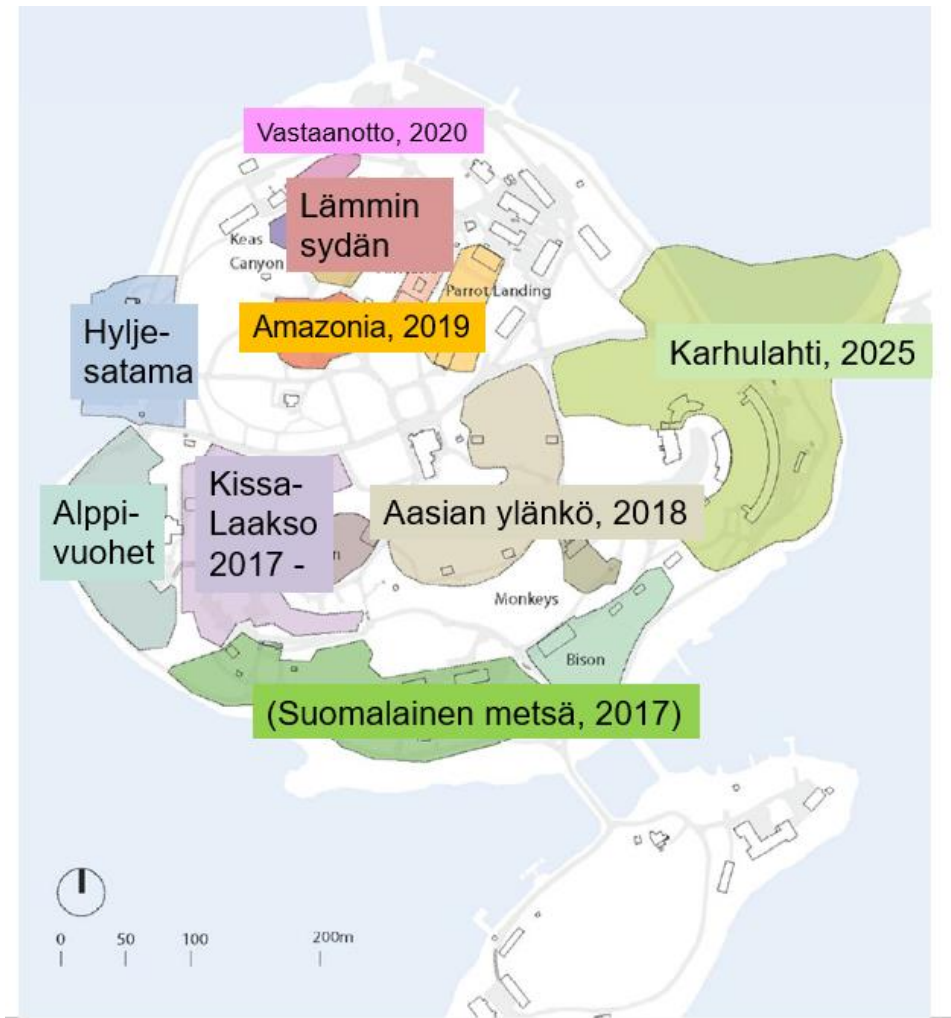 Vastaanotto, 2020
Lämmin
sydän
Keas
Canyon
Parrot Landing
Amazonia, 2019
Hylje-
satama
Karhulahti, 2025
Kissa-
Laakso
2017 -
Alppi-
vuohet
Aasian ylänkö, 2018
Monkeys
Bison
(Suomalainen metsä, 2017)
0 50 100 200m